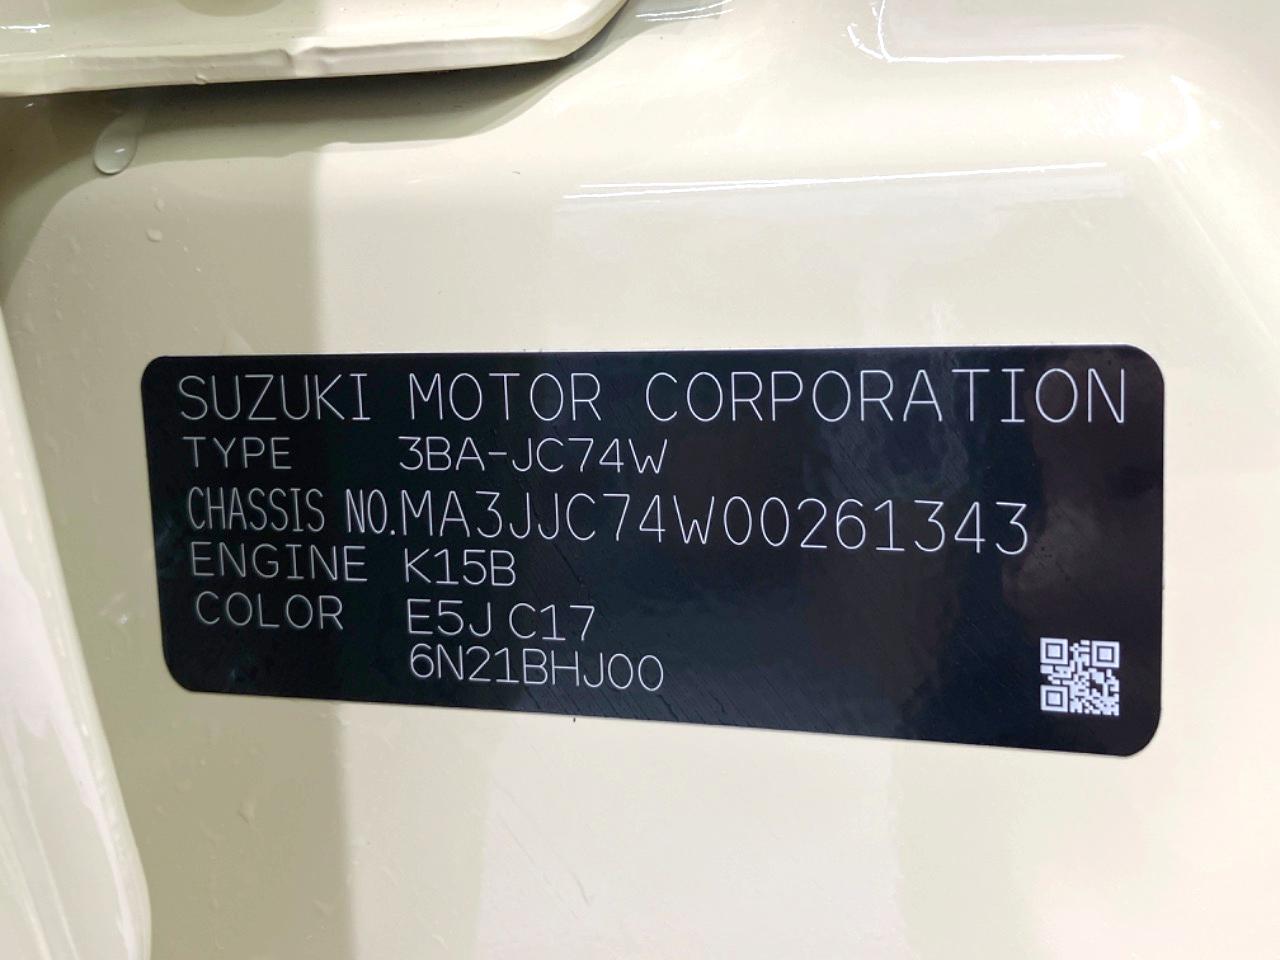 SUZUKI MOTOR CORPORATION
TYPE 3BA-JC74W
CHASSIS NO.MA3JJC74W00261343
ENGINE K15B
COLOR E5J C17
6N21BHJ00